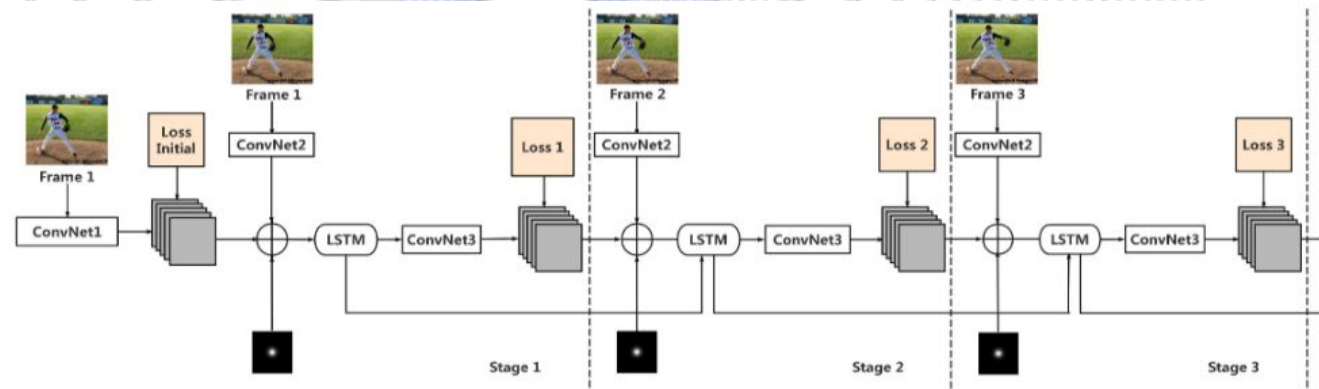 Frame 1
ConvNet1
Loss
Initial
Frame 1
ConvNet2
LSTM
ConvNet3
Loss 1
Stage 1
Frame 2
ConvNet2
LSTM
ConvNet3
Loss 2
Stage 2
Frame 3
ConvNet2
LSTM
ConvNet3
Loss 3
Stage 3